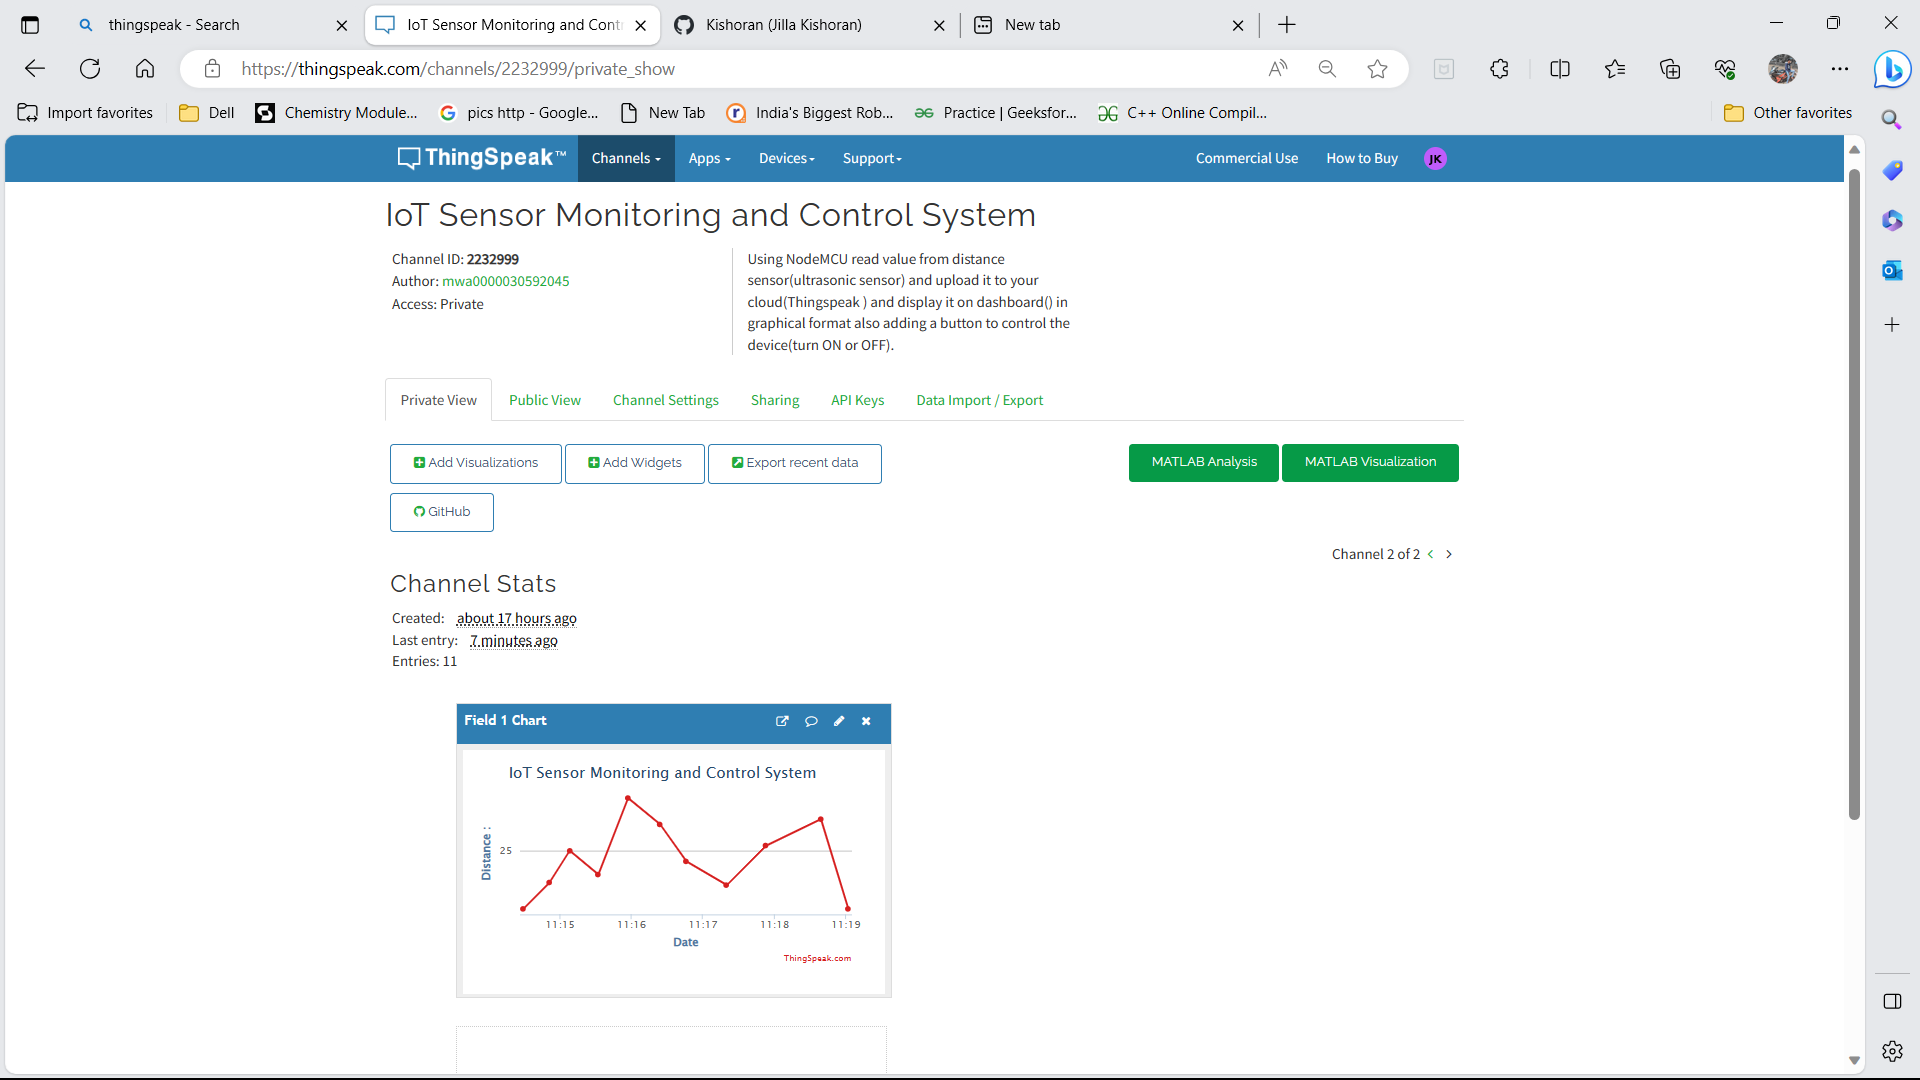 thingspeak - Search
IoT Sensor Monitoring and Cont
Kishoran (Jilla Kishoran)
New tab
https://thingspeak.com/channels/2232999/private_show
Import favorites
Dell
Chemistry Module...
pics http - Google...
New Tab
India's Biggest Rob...
Practice | Geeksfor...
C++ Online Compil...
Other favorites
ThingSpeak™
Channels
Apps
Devices
Support
Commercial Use
How to Buy
JK
IoT Sensor Monitoring and Control System
Channel ID: 2232999
Author: mwa0000030592045
Access: Private
Using NodeMCU read value from distance
sensor(ultrasonic sensor) and upload it to your
cloud(Thingspeak ) and display it on dashboard() in
graphical format also adding a button to control the
device(turn ON or OFF).
Private View
Public View
Channel Settings
Sharing
API Keys
Data Import / Export
Add Visualizations
Add Widgets
Export recent data
MATLAB Analysis
MATLAB Visualization
GitHub
Channel 2 of 2 < >
Channel Stats
Created: about 17 hours ago
Last entry: 7 minutes ago
Entries: 11
Field 1 Chart
IoT Sensor Monitoring and Control System
Distance :
25
11:15
11:16
11:17
11:18
11:19
Date
ThingSpeak.com